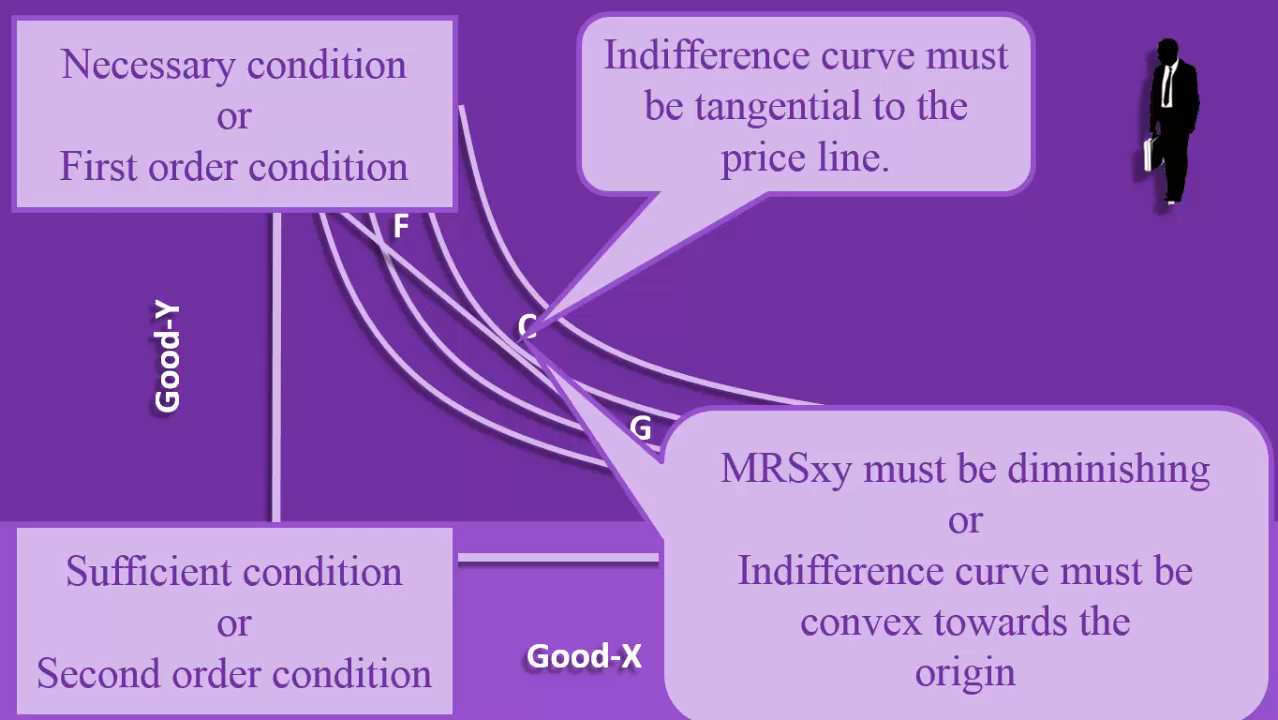 Necessary condition
or
First order condition
Indifference curve must
be tangential to the
price line.
F
C
G
Good-Y
MRSxy must be diminishing
or
Indifference curve must be
convex towards the
origin
Sufficient condition
or
Second order condition
Good-X